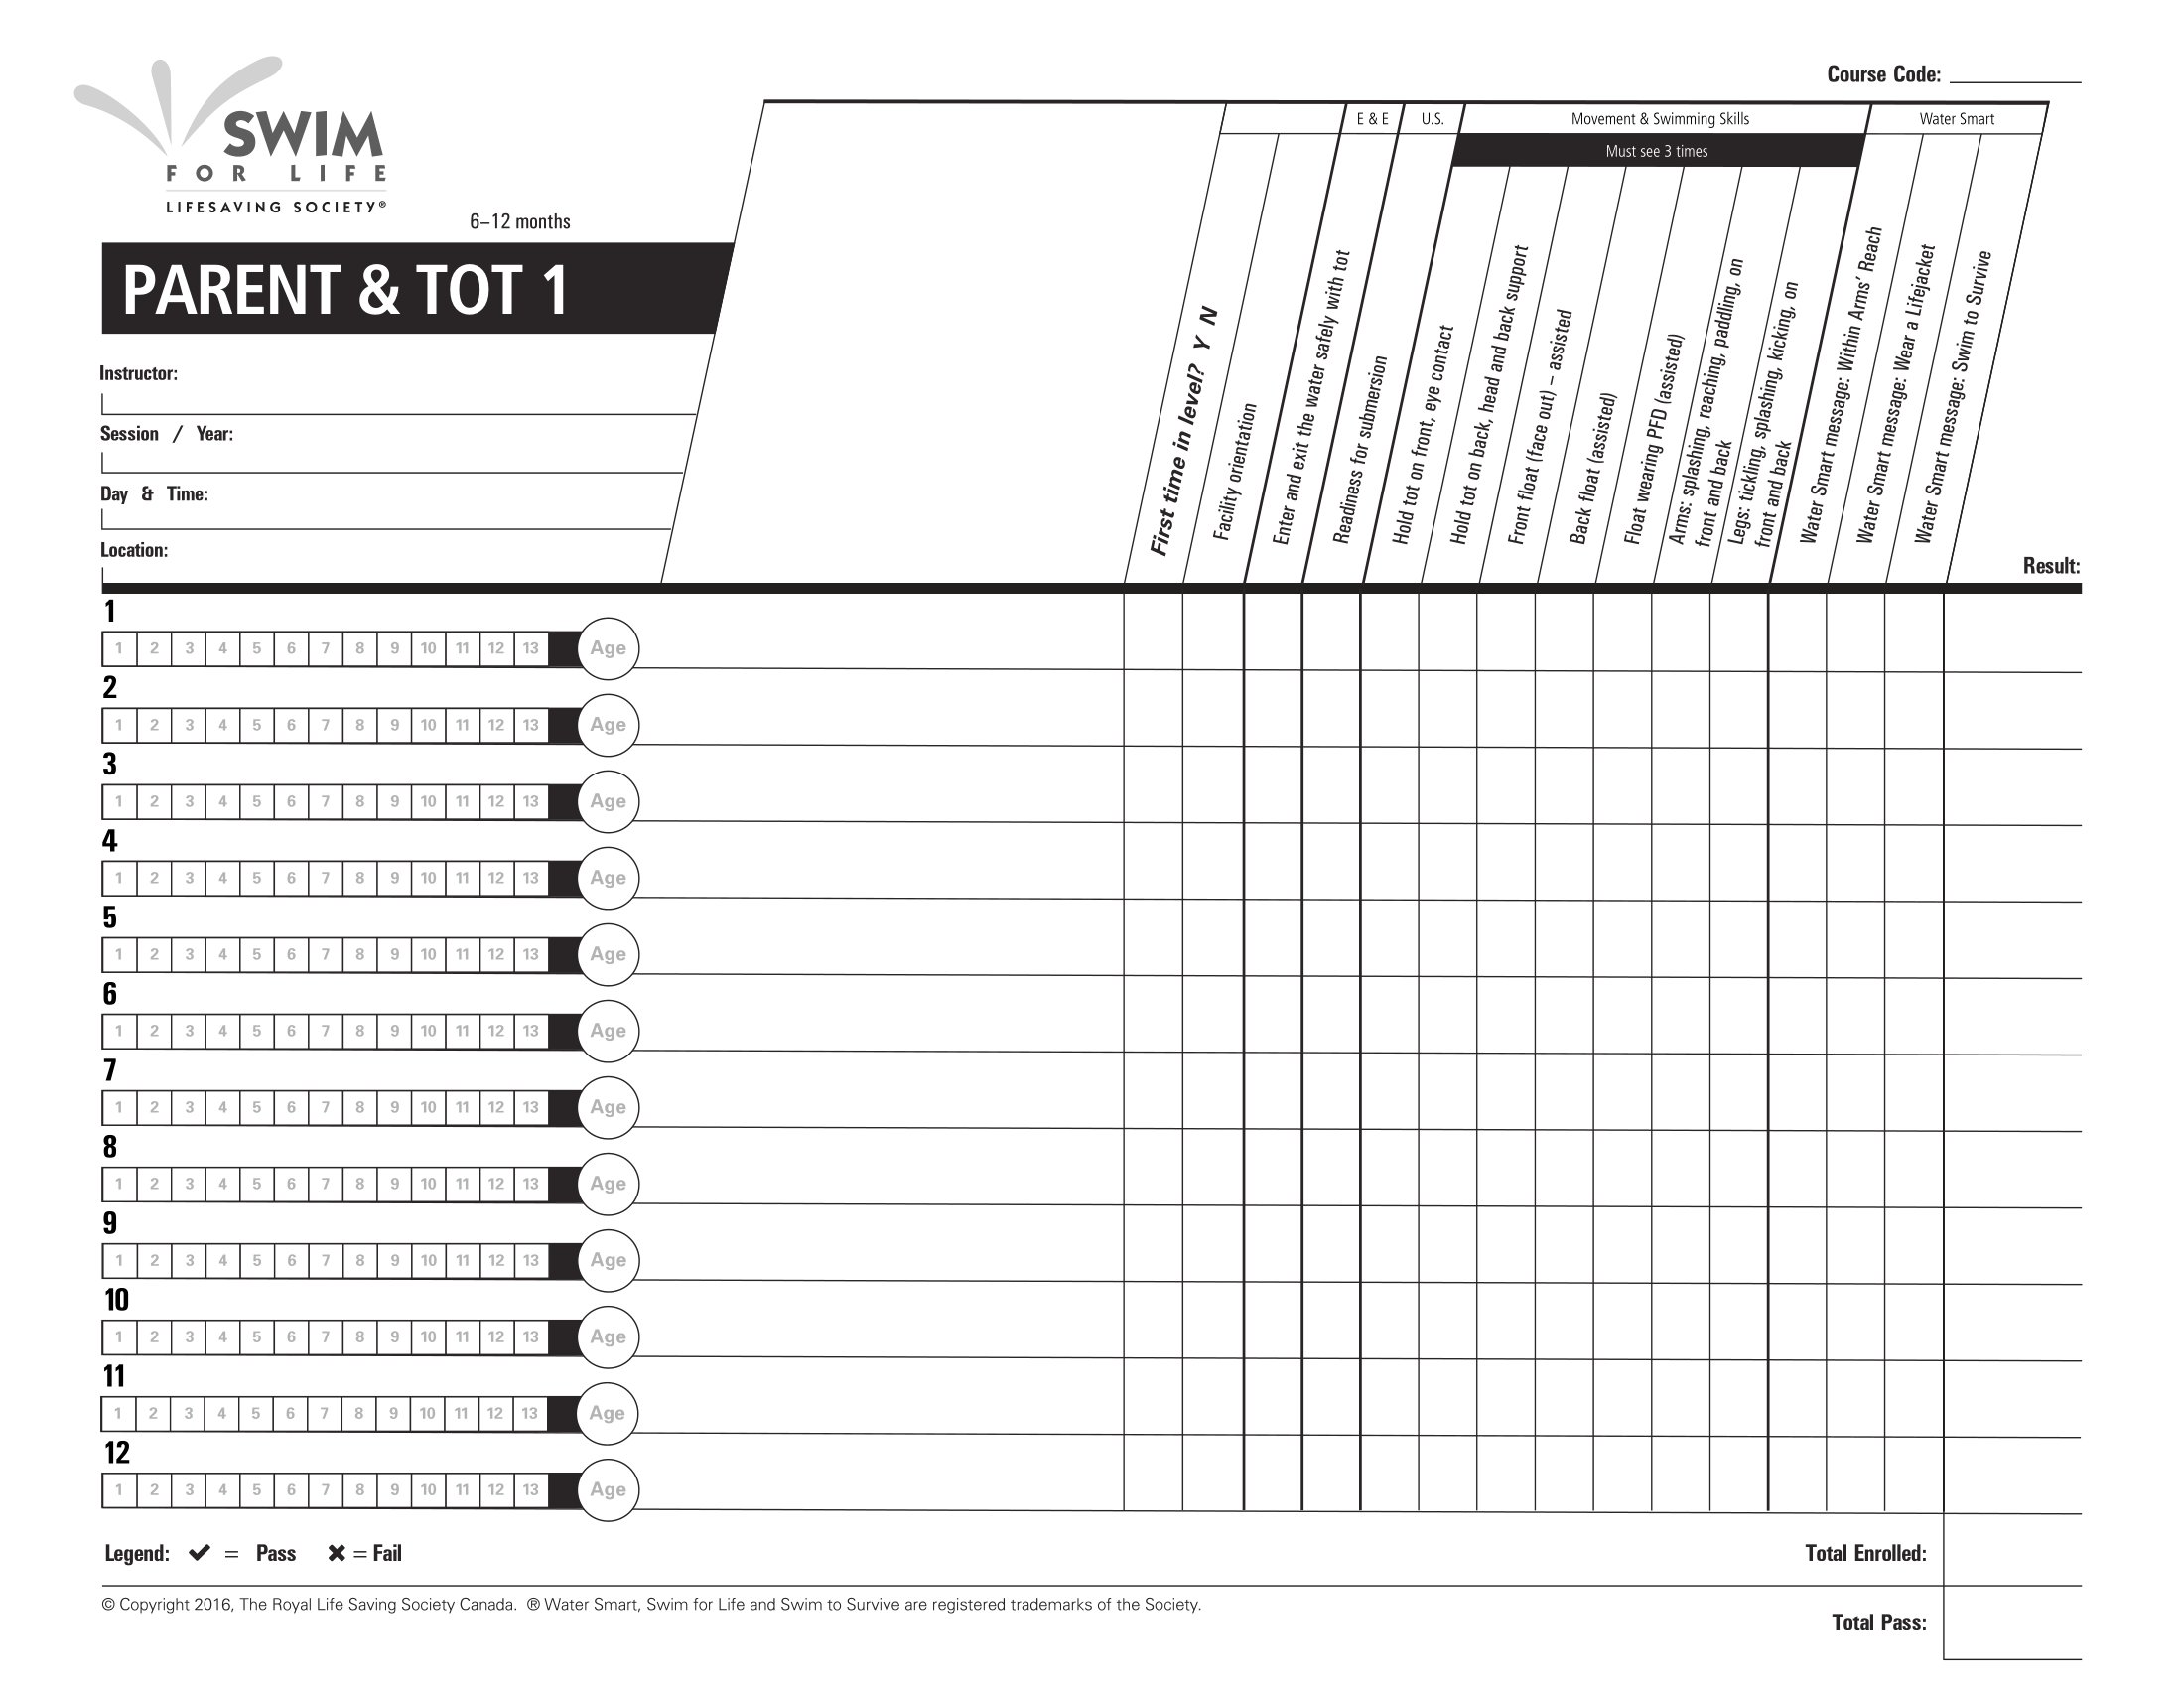 Course Code:
SWIM
FOR LIFE
LIFESAVING SOCIETY®
6–12 months
PARENT & TOT 1
Instructor:
Session / Year:
Day & Time:
Location:
E & E
U.S.
Movement & Swimming Skills
Water Smart
Must see 3 times
First time in level? Y N
Facility orientation
Enter and exit the water safely with tot
Readiness for submersion
Hold tot on front, eye contact
Hold tot on back, head and back support
Front float (face out) – assisted
Back float (assisted)
Float wearing PFD (assisted)
Arms: splashing, reaching, paddling, on
front and back
Legs: tickling, splashing, kicking, on
front and back
Water Smart message: Within Arms’ Reach
Water Smart message: Wear a Lifejacket
Water Smart message: Swim to Survive
Result:
1
1 2 3 4 5 6 7 8 9 10 11 12 13 Age
2
1 2 3 4 5 6 7 8 9 10 11 12 13 Age
3
1 2 3 4 5 6 7 8 9 10 11 12 13 Age
4
1 2 3 4 5 6 7 8 9 10 11 12 13 Age
5
1 2 3 4 5 6 7 8 9 10 11 12 13 Age
6
1 2 3 4 5 6 7 8 9 10 11 12 13 Age
7
1 2 3 4 5 6 7 8 9 10 11 12 13 Age
8
1 2 3 4 5 6 7 8 9 10 11 12 13 Age
9
1 2 3 4 5 6 7 8 9 10 11 12 13 Age
10
1 2 3 4 5 6 7 8 9 10 11 12 13 Age
11
1 2 3 4 5 6 7 8 9 10 11 12 13 Age
12
1 2 3 4 5 6 7 8 9 10 11 12 13 Age
Legend: ✔ = Pass ✖ = Fail
Total Enrolled:
© Copyright 2016, The Royal Life Saving Society Canada. ® Water Smart, Swim for Life and Swim to Survive are registered trademarks of the Society.
Total Pass: